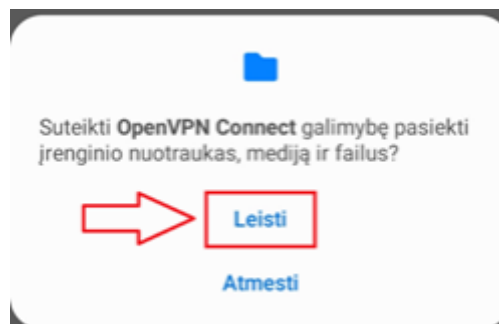 Suteikti OpenVPN Connect galimybę pasiekti
įrenginio nuotraukas, mediją ir failus?
Leisti
Atmesti